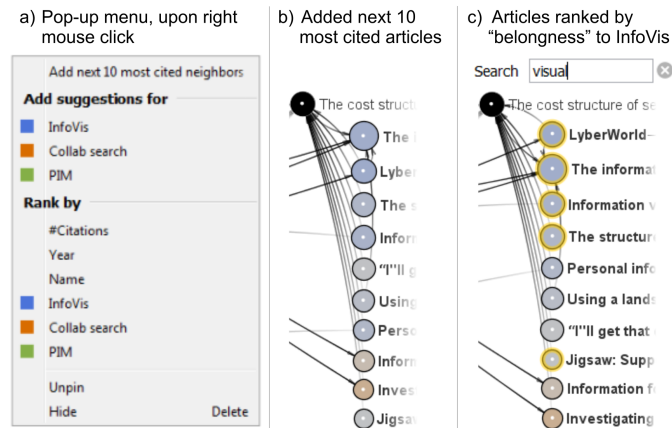 a) Pop-up menu, upon right
mouse click
Add next 10 most cited neighbors
Add suggestions for
InfoVis
Collab search
PIM
Rank by
#Citations
Year
Name
InfoVis
Collab search
PIM
Unpin
Hide Delete
b) Added next 10
most cited articles
The cost struct
The i
Lyber
The s
Inform
"I'll g
Using
Perso
Inform
Inves
Jigsa
c) Articles ranked by
"belongness" to InfoVis
Search visual
The cost structure of se
LyberWorld
The informat
Information v
The structure
Personal info
Using a lands
"I'll get that
Jigsaw: Supp
Information f
Investigating